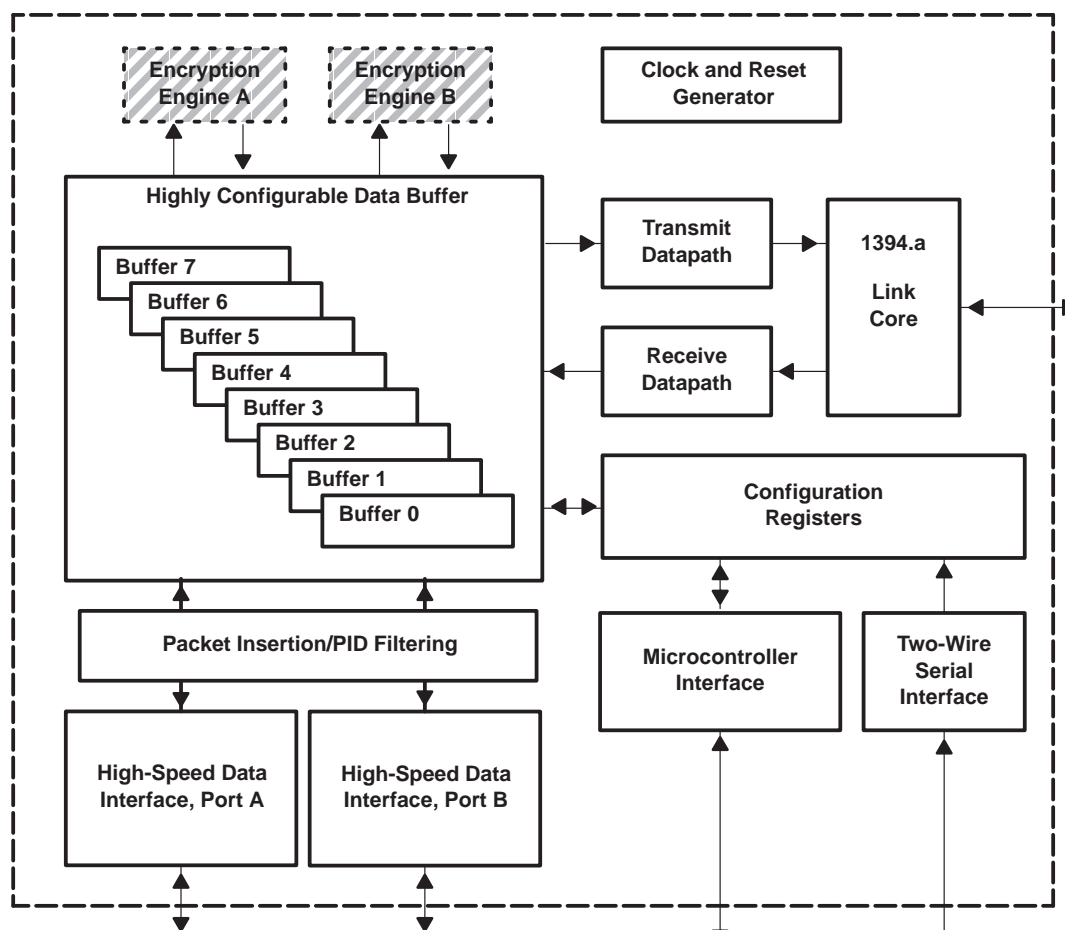 Encryption
Engine A
Encryption
Engine B
Clock and Reset
Generator
Highly Configurable Data Buffer
Buffer 7
Buffer 6
Buffer 5
Buffer 4
Buffer 3
Buffer 2
Buffer 1
Buffer 0
Transmit
Datapath
1394.a
Link
Core
Receive
Datapath
Configuration
Registers
Packet Insertion/PID Filtering
Microcontroller
Interface
Two-Wire
Serial
Interface
High-Speed Data
Interface, Port A
High-Speed Data
Interface, Port B